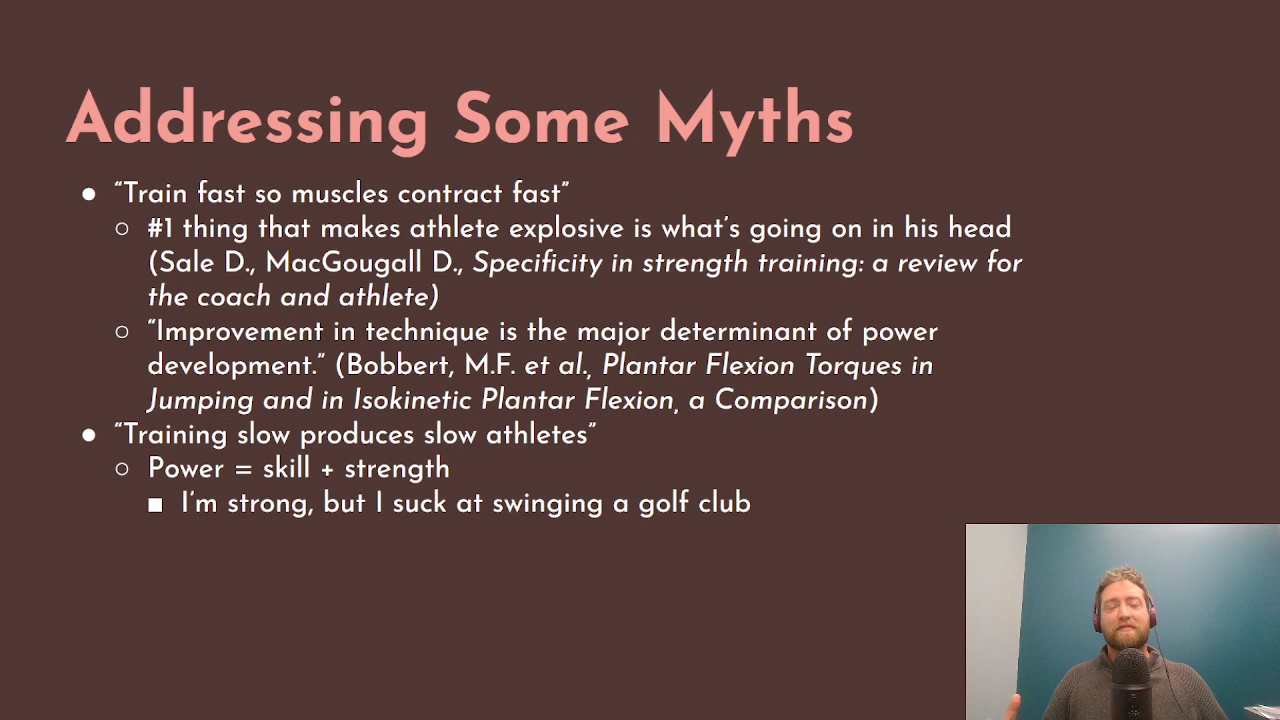 Addressing Some Myths
● “Train fast so muscles contract fast”
○ #1 thing that makes athlete explosive is what’s going on in his head
(Sale D., MacGougall D., Specificity in strength training: a review for
the coach and athlete)
○ “Improvement in technique is the major determinant of power
development.” (Bobbert, M.F. et al., Plantar Flexion Torques in
Jumping and in Isokinetic Plantar Flexion, a Comparison)
● “Training slow produces slow athletes”
○ Power = skill + strength
■ I’m strong, but I suck at swinging a golf club